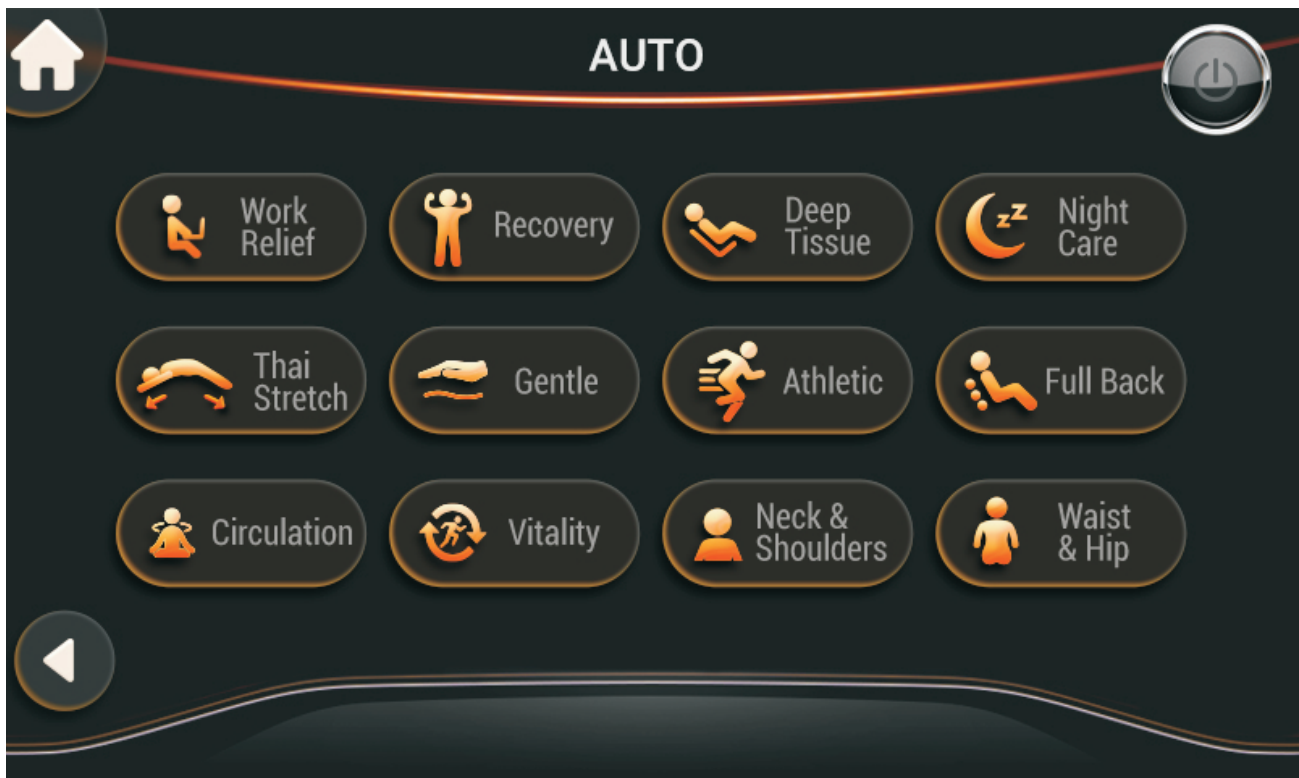 AUTO
Work
Relief
Recovery
Deep
Tissue
zZ Night
Care
Thai
Stretch
Gentle
Athletic
Full Back
Circulation
Vitality
Neck &
Shoulders
Waist
& Hip